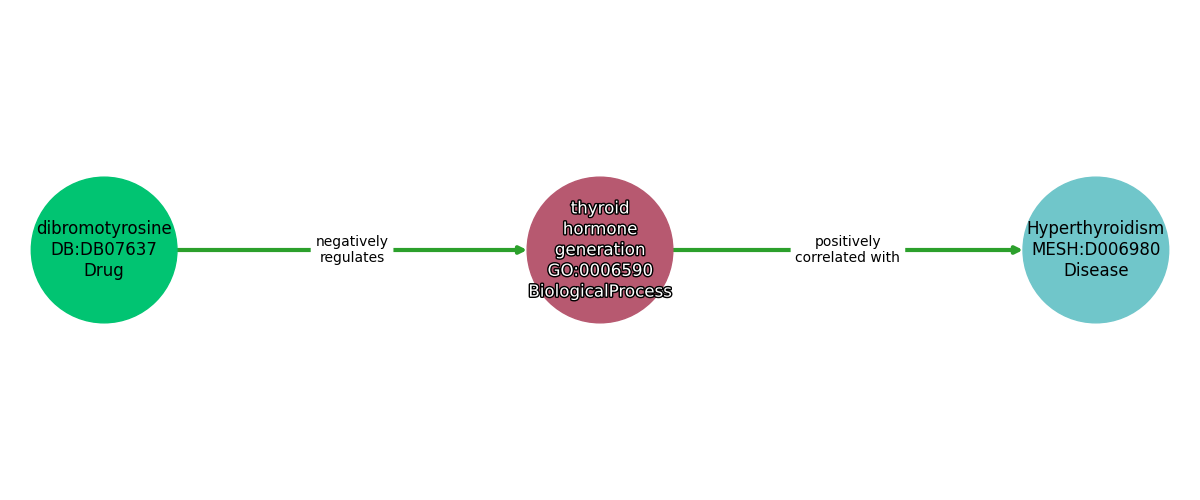 dibromotyrosine
DB:DB07637
Drug
negatively
regulates
thyroid
hormone
generation
GO:0006590
BiologicalProcess
positively
correlated with
Hyperthyroidism
MESH:D006980
Disease